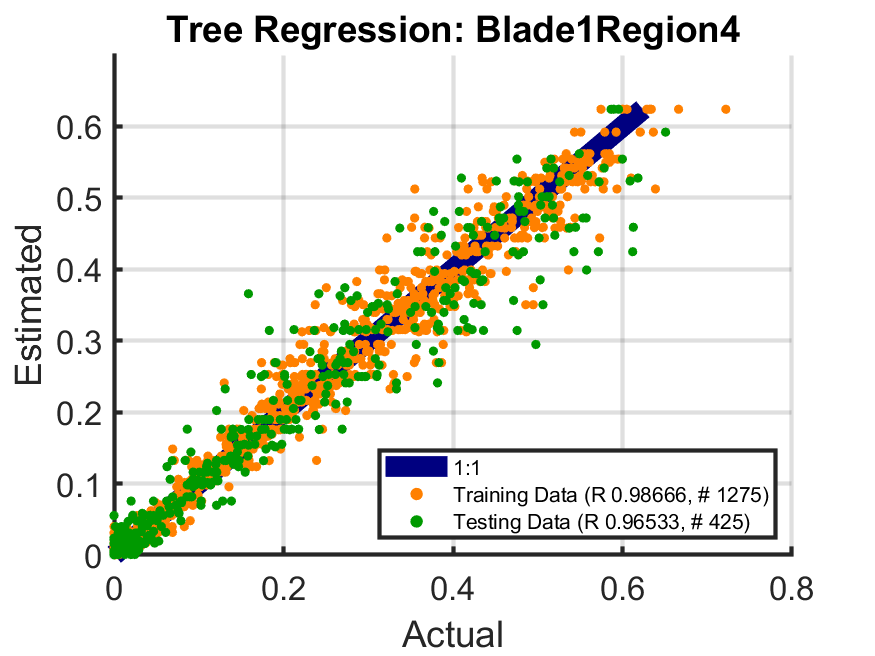 Tree Regression: Blade1Region4
Estimated
0.6
0.5
0.4
0.3
0.2
0.1
0
1:1
Training Data (R 0.98666, # 1275)
Testing Data (R 0.96533, # 425)
0 0.2 0.4 0.6 0.8
Actual